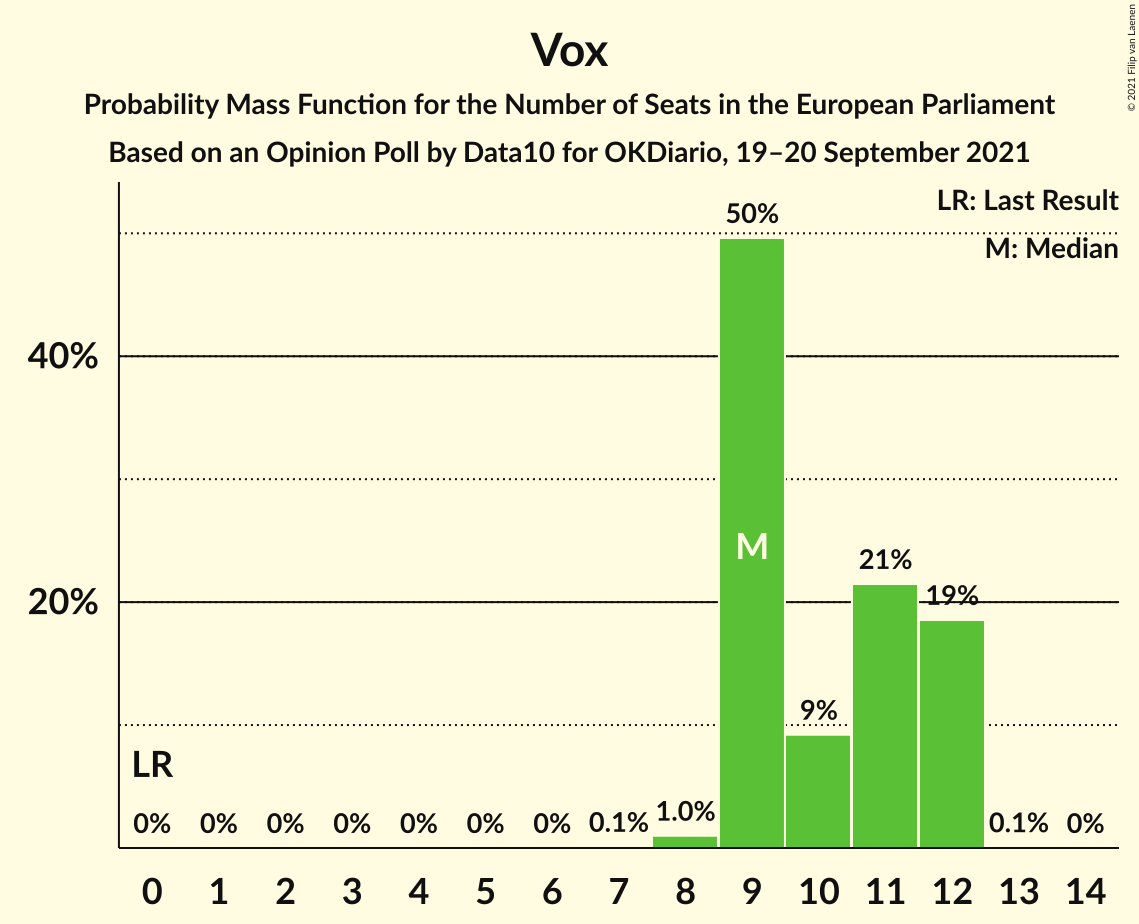 Vox
Probability Mass Function for the Number of Seats in the European Parliament
Based on an Opinion Poll by Data10 for OKDiario, 19–20 September 2021
© 2021 Filip van Laenen
LR: Last Result
M: Median
50%
40%
M
21%
20%
19%
9%
LR
0% 0% 0% 0% 0% 0% 0% 0.1% 1.0% 0.1% 0%
0 1 2 3 4 5 6 7 8 9 10 11 12 13 14